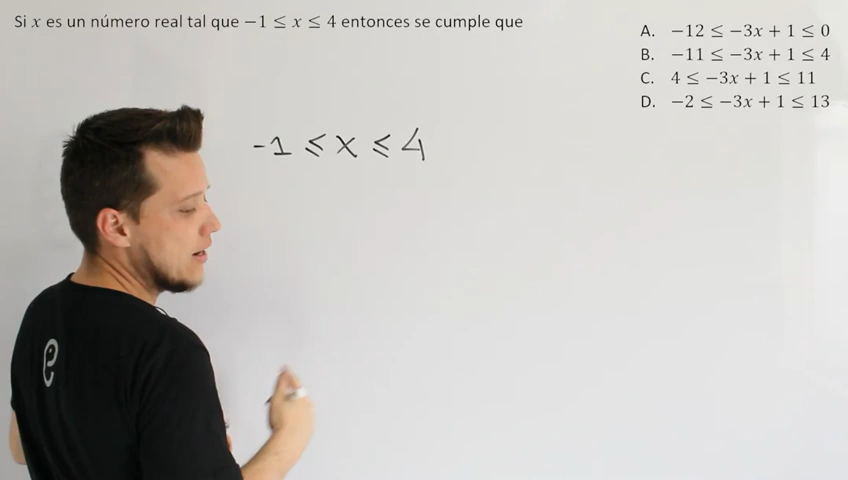 Si x es un número real tal que −1 ≤ x ≤ 4 entonces se cumple que
A. −12 ≤ −3x + 1 ≤ 0
B. −11 ≤ −3x + 1 ≤ 4
C. 4 ≤ −3x + 1 ≤ 11
D. −2 ≤ −3x + 1 ≤ 13
-1 ≤ x ≤ 4
e